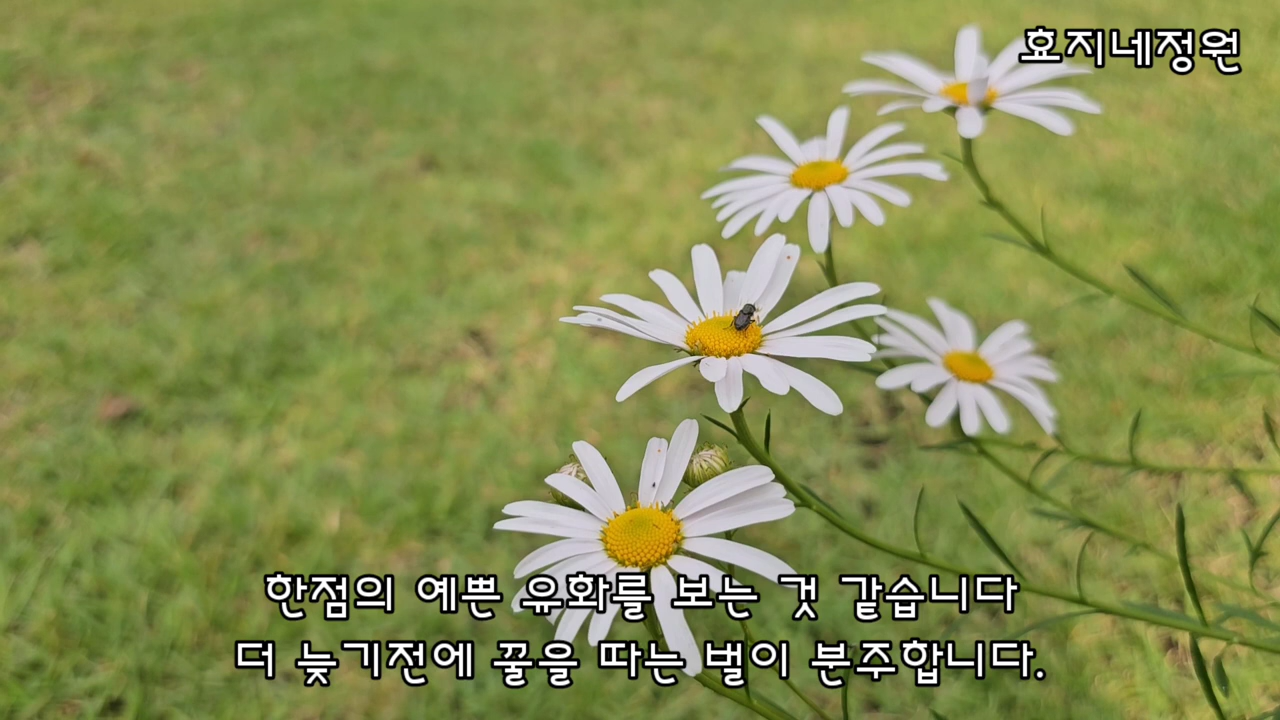 효지네정원
한점의 예쁜 유화를 보는 것 같습니다
더 늦기전에 꿀을 따는 벌이 분주합니다.